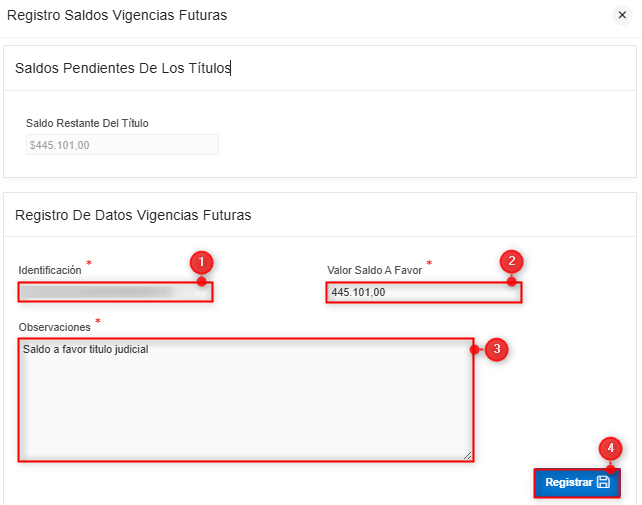 Registro Saldos Vigencias Futuras
Saldos Pendientes De Los Títulos
Saldo Restante Del Título
$445.101,00
Registro De Datos Vigencias Futuras
Identificación *
1
Valor Saldo A Favor *
2
445.101,00
Observaciones *
Saldo a favor titulo judicial
3
4
Registrar